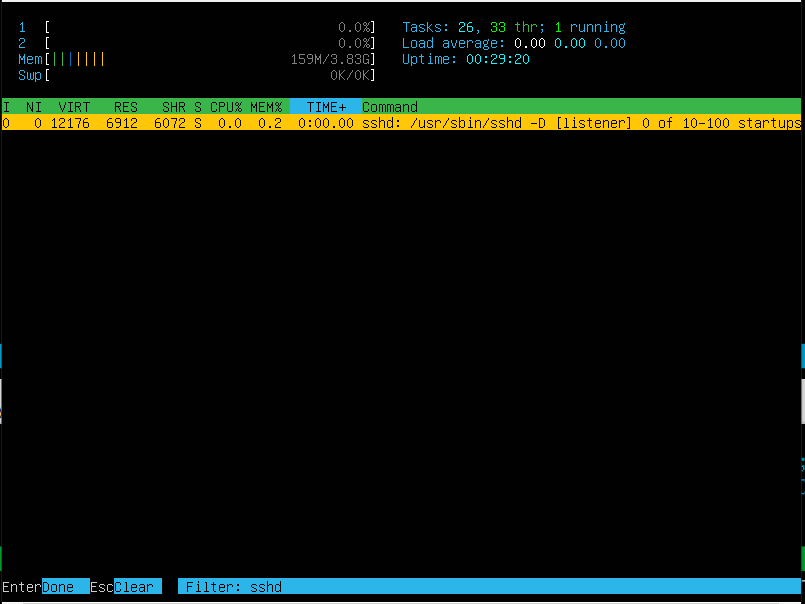 1 [ 0.0%] Tasks: 26, 33 thr; 1 running
2 [ 0.0%] Load average: 0.00 0.00 0.00
Mem[||||||| 159M/3.83G] Uptime: 00:29:20
Swp[ 0K/0K]
I NI VIRT RES SHR S CPU% MEM% TIME+ Command
0 0 12176 6912 6072 S 0.0 0.2 0:00.00 sshd: /usr/sbin/sshd -D [listener] 0 of 10-100 startups
EnterDone EscClear Filter: sshd